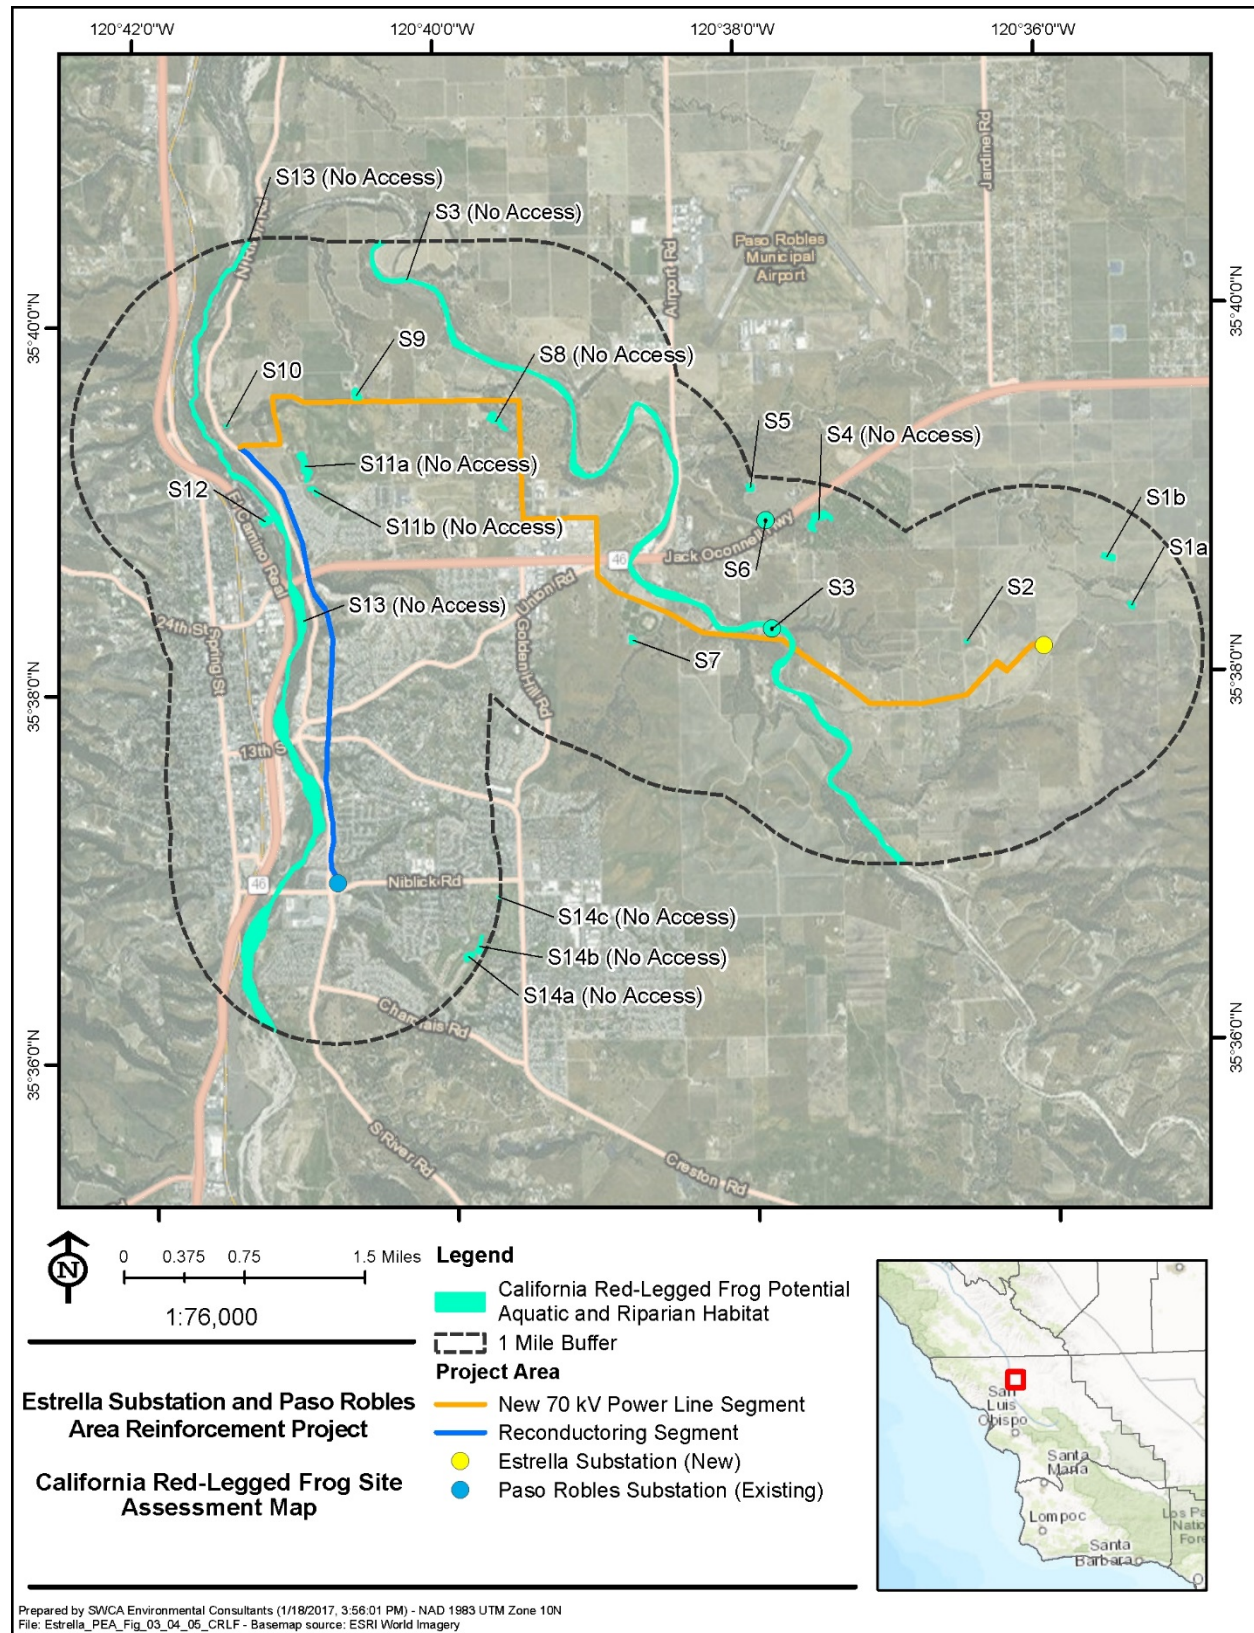 120°42'0"W
120°40'0"W
120°38'0"W
120°36'0"W
S13 (No Access)
S3 (No Access)
N River Rd
Airport Rd
Jardine Rd
Paso Robles
Municipal
Airport
35°40'0"N
35°40'0"N
S9
S8 (No Access)
S10
S5
S4 (No Access)
S11a (No Access)
S12
S11b (No Access)
El Camino Real
S1b
S1a
46
Jack Oconnell Hwy
S6
Union Rd
S13 (No Access)
S3
S2
24th St
Spring St
Golden Hill Rd
S7
35°38'0"N
35°38'0"N
13th S
46
Niblick Rd
S14c (No Access)
S14b (No Access)
S14a (No Access)
Rd
35°36'0"N
35°36'0"N
S River Rd
Creston Rd
N
0 0.375 0.75 1.5 Miles
1:76,000
Estrella Substation and Paso Robles
Area Reinforcement Project
California Red-Legged Frog Site
Assessment Map
Legend
California Red-Legged Frog Potential
Aquatic and Riparian Habitat
1 Mile Buffer
Project Area
New 70 kV Power Line Segment
Reconductoring Segment
Estrella Substation (New)
Paso Robles Substation (Existing)
San
Luis
Obispo
Santa
Maria
Lompoc
Santa
Barbara
Los Pa
Natio
Fore
Prepared by SWCA Environmental Consultants (1/18/2017, 3:56:01 PM) - NAD 1983 UTM Zone 10N
File: Estrella_PEA_Fig_03_04_05_CRLF - Basemap source: ESRI World Imagery